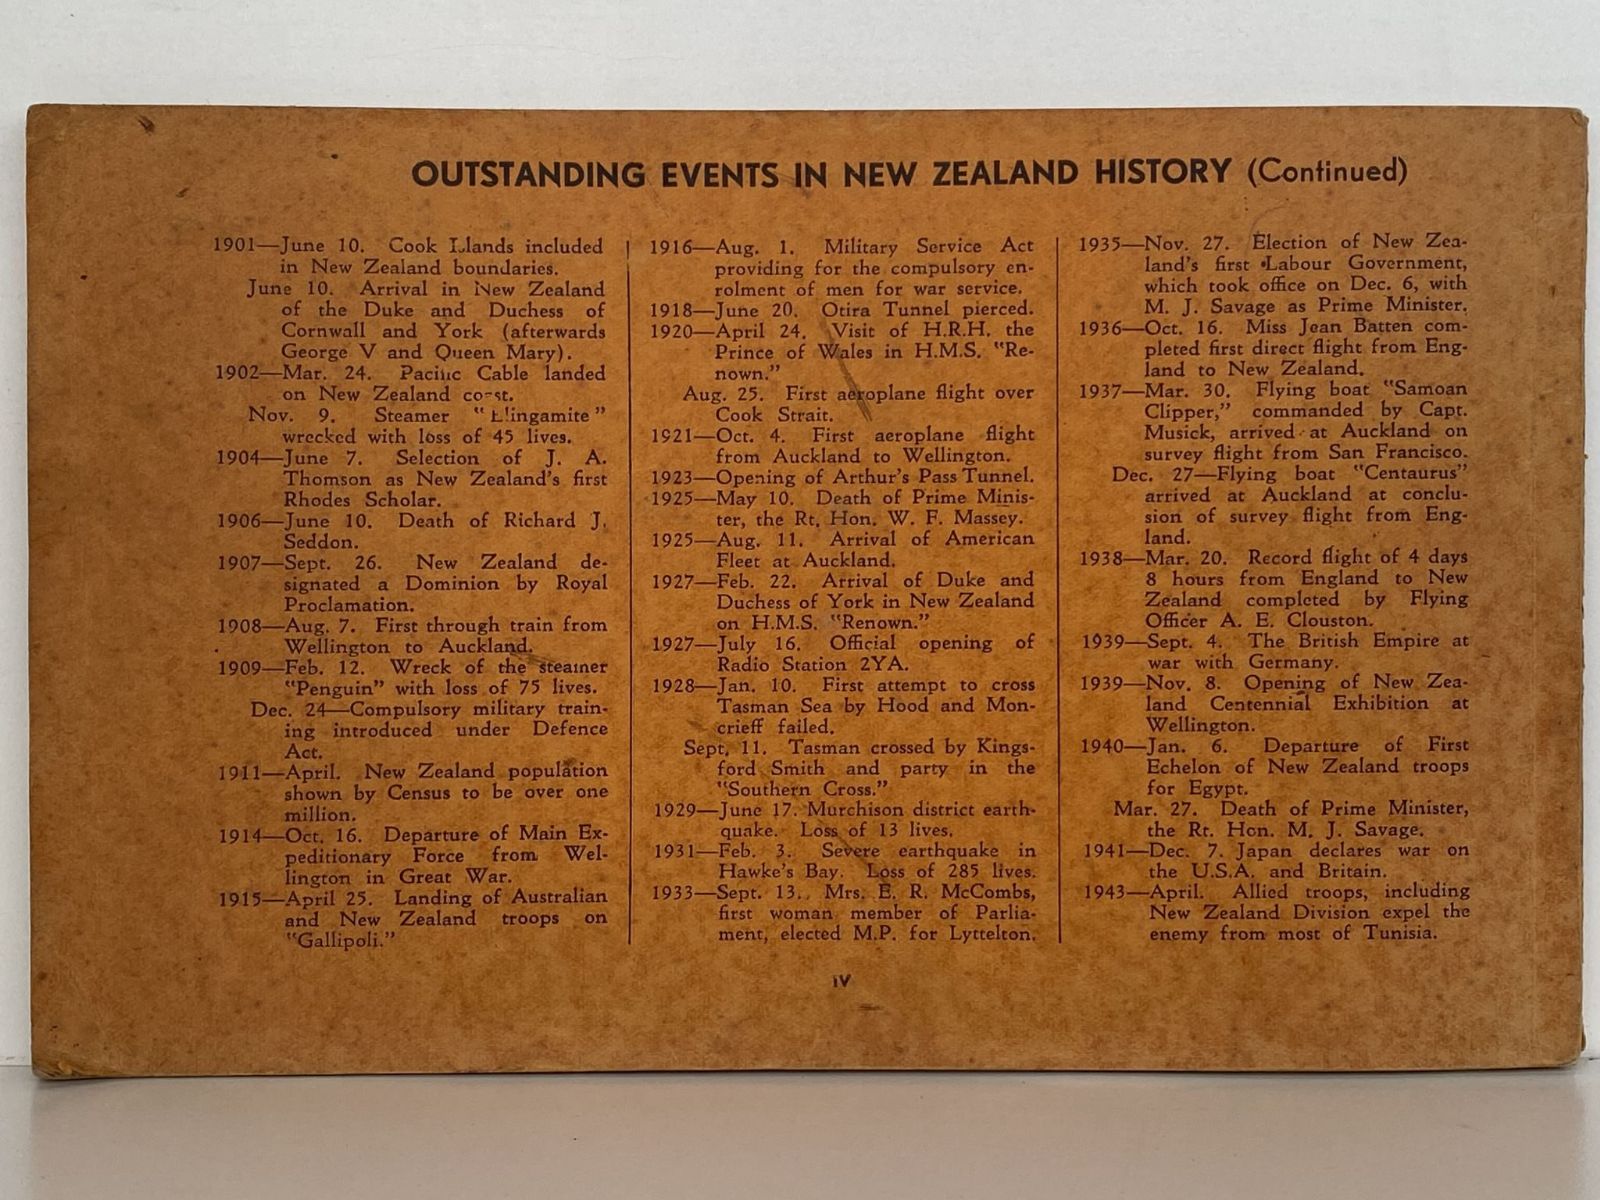 OUTSTANDING EVENTS IN NEW ZEALAND HISTORY (Continued)
1901—June 10. Cook Islands included
in New Zealand boundaries.
June 10. Arrival in New Zealand
of the Duke and Duchess of
Cornwall and York (afterwards
George V and Queen Mary).
1902—Mar. 24. Pacific Cable landed
on New Zealand coast.
Nov. 9. Steamer "Elingamite"
wrecked with loss of 45 lives.
1904—June 7. Selection of J. A.
Thomson as New Zealand's first
Rhodes Scholar.
1906—June 10. Death of Richard J.
Seddon.
1907—Sept. 26. New Zealand de-
signated a Dominion by Royal
Proclamation.
1908—Aug. 7. First through train from
Wellington to Auckland.
1909—Feb. 12. Wreck of the steamer
"Penguin" with loss of 75 lives.
Dec. 24—Compulsory military train-
ing introduced under Defence
Act.
1911—April. New Zealand population
shown by Census to be over one
million.
1914—Oct. 16. Departure of Main Ex-
peditionary Force from Wel-
lington in Great War.
1915—April 25. Landing of Australian
and New Zealand troops on
"Gallipoli."
1916—Aug. 1. Military Service Act
providing for the compulsory en-
rolment of men for war service.
1918—June 20. Otira Tunnel pierced.
1920—April 24. Visit of H.R.H. the
Prince of Wales in H.M.S. "Re-
nown."
Aug. 25. First aeroplane flight over
Cook Strait.
1921—Oct. 4. First aeroplane flight
from Auckland to Wellington.
1923—Opening of Arthur's Pass Tunnel.
1925—May 10. Death of Prime Minis-
ter, the Rt. Hon. W. F. Massey.
1925—Aug. 11. Arrival of American
Fleet at Auckland.
1927—Feb. 22. Arrival of Duke and
Duchess of York in New Zealand
on H.M.S. "Renown."
1927—July 16. Official opening of
Radio Station 2YA.
1928—Jan. 10. First attempt to cross
Tasman Sea by Hood and Mon-
crieff failed.
Sept. 11. Tasman crossed by Kings-
ford Smith and party in the
"Southern Cross."
1929—June 17. Murchison district earth-
quake. Loss of 13 lives.
1931—Feb. 3. Severe earthquake in
Hawke's Bay. Loss of 285 lives.
1933—Sept. 13. Mrs. E. R. McCombs,
first woman member of Parlia-
ment, elected M.P. for Lyttelton.
1935—Nov. 27. Election of New Zea-
land's first Labour Government,
which took office on Dec. 6, with
M. J. Savage as Prime Minister.
1936—Oct. 16. Miss Jean Batten com-
pleted first direct flight from Eng-
land to New Zealand.
1937—Mar. 30. Flying boat "Samoan
Clipper," commanded by Capt.
Musick, arrived at Auckland on
survey flight from San Francisco.
Dec. 27—Flying boat "Centaurus"
arrived at Auckland at conclu-
sion of survey flight from Eng-
land.
1938—Mar. 20. Record flight of 4 days
8 hours from England to New
Zealand completed by Flying
Officer A. E. Clouston.
1939—Sept. 4. The British Empire at
war with Germany.
1939—Nov. 8. Opening of New Zea-
land Centennial Exhibition at
Wellington.
1940—Jan. 6. Departure of First
Echelon of New Zealand troops
for Egypt.
Mar. 27. Death of Prime Minister,
the Rt. Hon. M. J. Savage.
1941—Dec. 7. Japan declares war on
the U.S.A. and Britain.
1943—April. Allied troops, including
New Zealand Division expel the
enemy from most of Tunisia.
iv